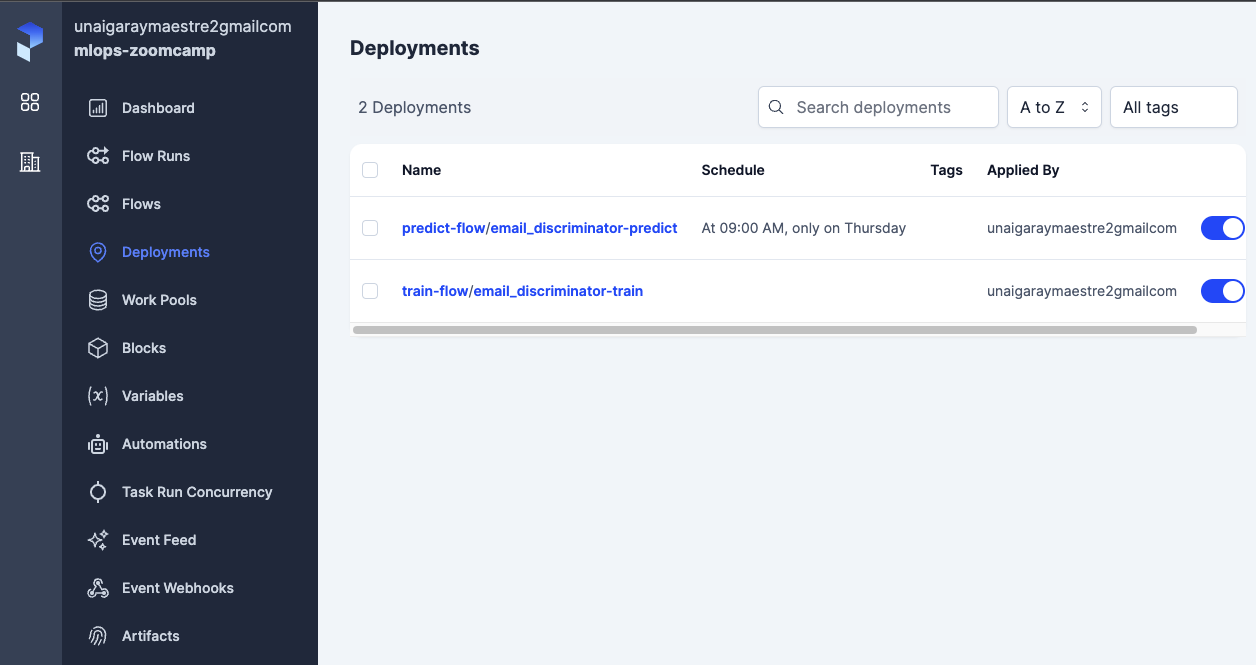 unaigaraymaestre2gmailcom
mlops-zoomcamp
Dashboard
Flow Runs
Flows
Deployments
Work Pools
Blocks
Variables
Automations
Task Run Concurrency
Event Feed
Event Webhooks
Artifacts
Deployments
2 Deployments
Search deployments
A to Z
All tags
Name Schedule Tags Applied By
predict-flow/email_discriminator-predict At 09:00 AM, only on Thursday unaigaraymaestre2gmailcom
train-flow/email_discriminator-train unaigaraymaestre2gmailcom